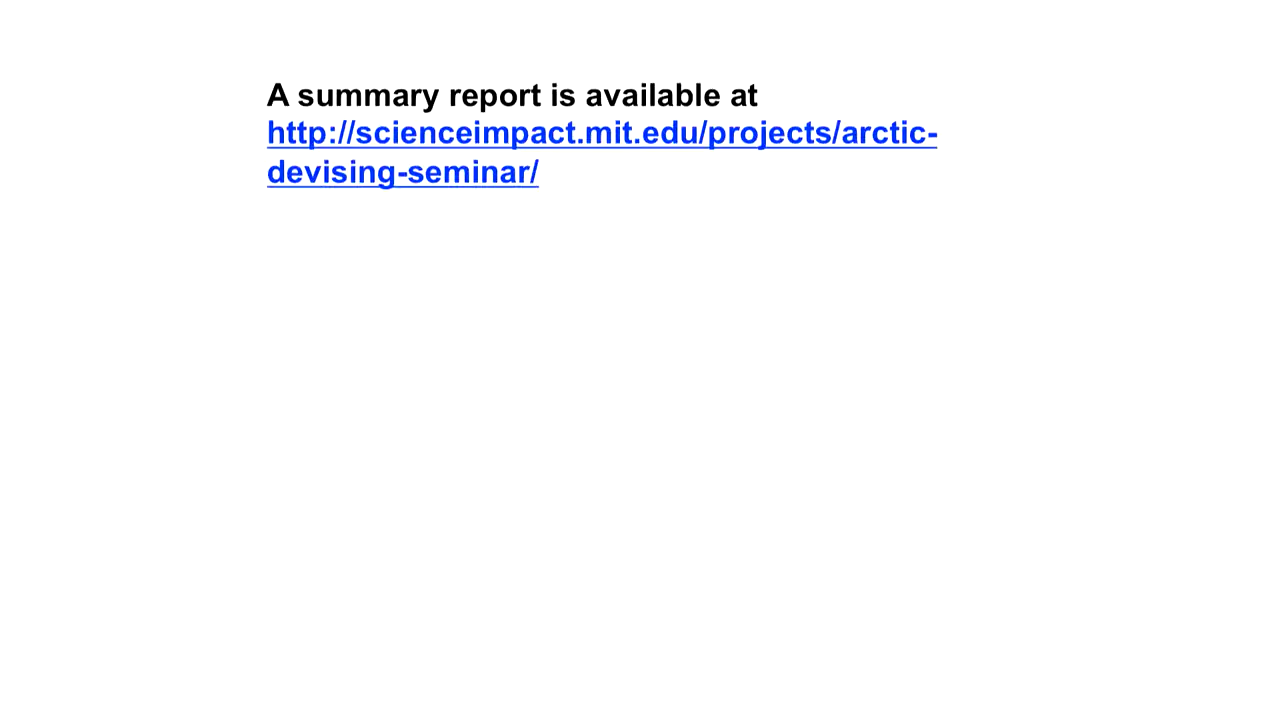 A summary report is available at
http://scienceimpact.mit.edu/projects/arctic-
devising-seminar/